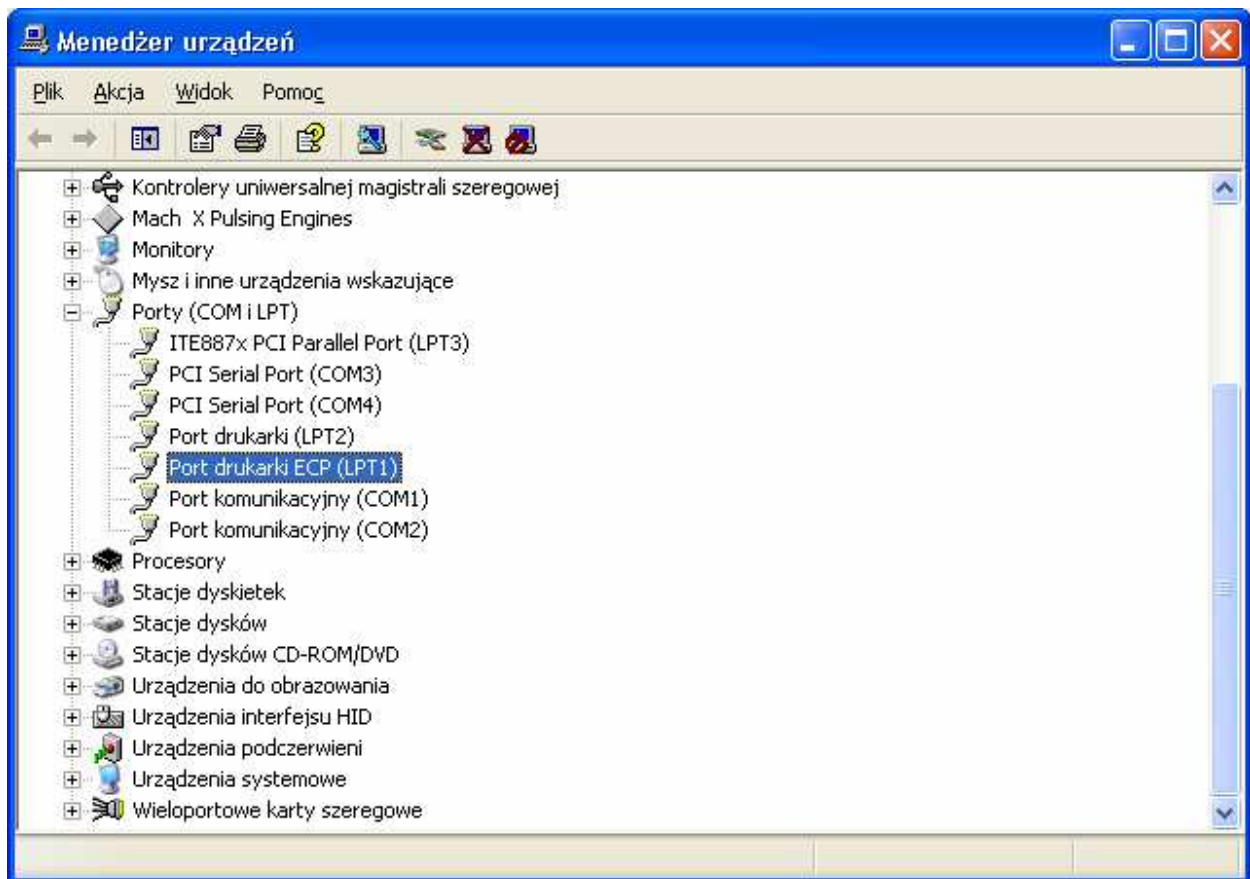 Menedżer urządzeń
Plik Akcja Widok Pomoc
Kontrolery uniwersalnej magistrali szeregowej
Mach X Pulsing Engines
Monitory
Mysz i inne urządzenia wskazujące
Porty (COM i LPT)
ITE887x PCI Parallel Port (LPT3)
PCI Serial Port (COM3)
PCI Serial Port (COM4)
Port drukarki (LPT2)
Port drukarki ECP (LPT1)
Port komunikacyjny (COM1)
Port komunikacyjny (COM2)
Procesory
Stacje dyskietek
Stacje dysków
Stacje dysków CD-ROM/DVD
Urządzenia do obrazowania
Urządzenia interfejsu HID
Urządzenia podczerwieni
Urządzenia systemowe
Wieloportowe karty szeregowe